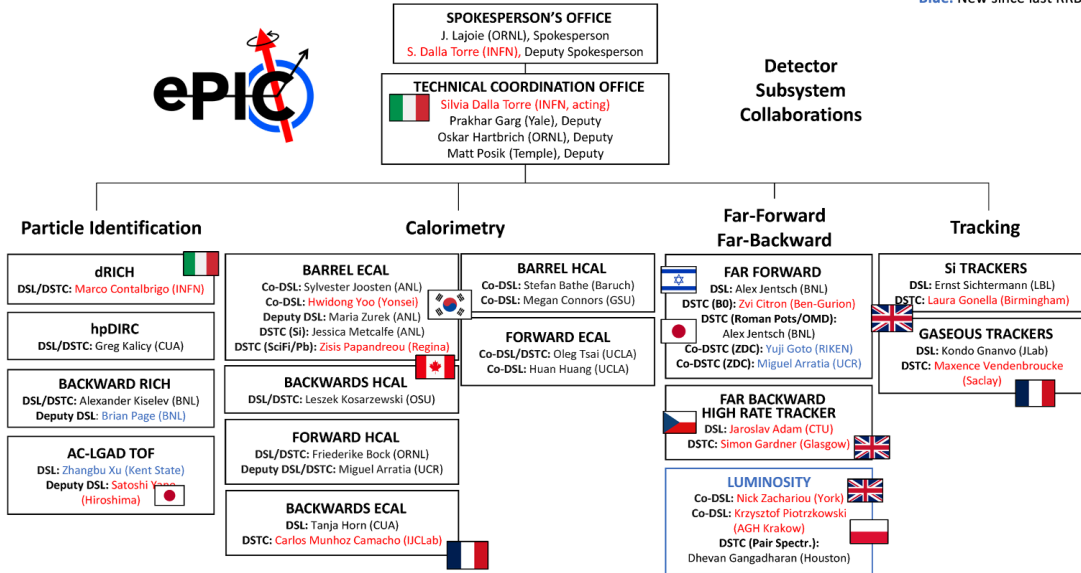 Blue: New since last RRB
SPOKESPERSON'S OFFICE
J. Lajoie (ORNL), Spokesperson
S. Dalla Torre (INFN), Deputy Spokesperson
ePIC
TECHNICAL COORDINATION OFFICE
Silvia Dalla Torre (INFN, acting)
Prakhar Garg (Yale), Deputy
Oskar Hartbrich (ORNL), Deputy
Matt Posik (Temple), Deputy
Detector
Subsystem
Collaborations
Particle Identification
dRICH
DSL/DSTC: Marco Contalbrigo (INFN)
hpDIRC
DSL/DSTC: Greg Kalicy (CUA)
BACKWARD RICH
DSL/DSTC: Alexander Kiselev (BNL)
Deputy DSL: Brian Page (BNL)
AC-LGAD TOF
DSL: Zhangbu Xu (Kent State)
Deputy DSL: Satoshi Yano
(Hiroshima)
Calorimetry
BARREL ECAL
Co-DSL: Sylvester Joosten (ANL)
Co-DSL: Hwidong Yoo (Yonsei)
Deputy DSL: Maria Zurek (ANL)
DSTC (Si): Jessica Metcalfe (ANL)
DSTC (SciFi/Pb): Zisis Papandreou (Regina)
BACKWARDS HCAL
DSL/DSTC: Leszek Kosarzewski (OSU)
FORWARD HCAL
DSL/DSTC: Friederike Bock (ORNL)
Deputy DSL/DSTC: Miguel Arratia (UCR)
BACKWARDS ECAL
DSL: Tanja Horn (CUA)
DSTC: Carlos Munhoz Camacho (IJCLab)
BARREL HCAL
Co-DSL: Stefan Bathe (Baruch)
Co-DSL: Megan Connors (GSU)
FORWARD ECAL
Co-DSL/DSTC: Oleg Tsai (UCLA)
Co-DSL: Huan Huang (UCLA)
Far-Forward
Far-Backward
FAR FORWARD
DSL: Alex Jentsch (BNL)
DSTC (B0): Zvi Citron (Ben-Gurion)
DSTC (Roman Pots/OMD):
Alex Jentsch (BNL)
Co-DSTC (ZDC): Yuji Goto (RIKEN)
Co-DSTC (ZDC): Miguel Arratia (UCR)
FAR BACKWARD
HIGH RATE TRACKER
DSL: Jaroslav Adam (CTU)
DSTC: Simon Gardner (Glasgow)
LUMINOSITY
Co-DSL: Nick Zachariou (York)
Co-DSL: Krzysztof Piotrzkowski
(AGH Krakow)
DSTC (Pair Spectr.):
Dhevan Gangadharan (Houston)
Tracking
Si TRACKERS
DSL: Ernst Sichtermann (LBL)
DSTC: Laura Gonella (Birmingham)
GASEOUS TRACKERS
DSL: Kondo Gnanvo (JLab)
DSTC: Maxence Vendenbroucke
(Saclay)